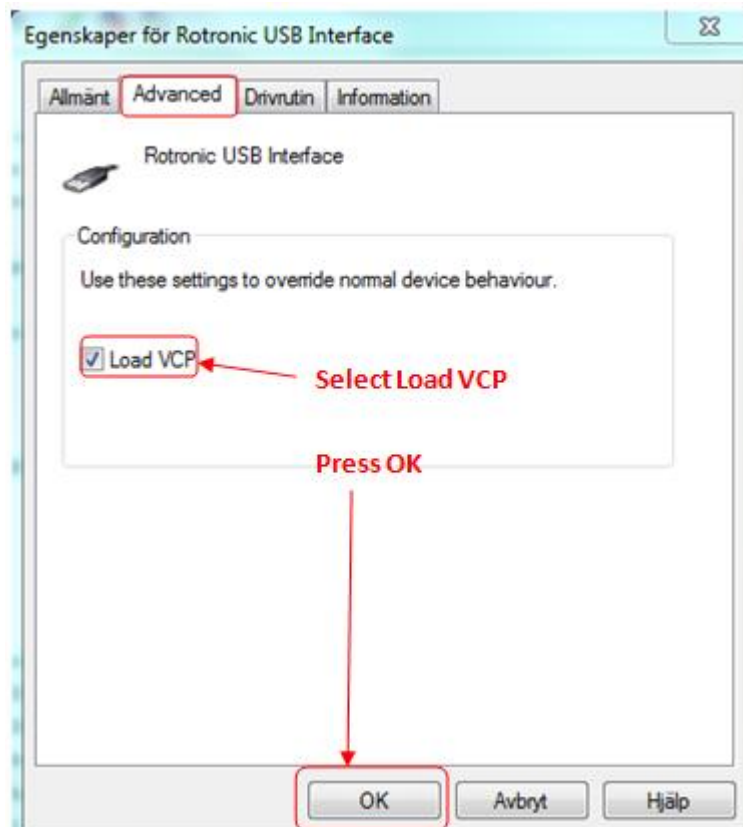 Egenskaper för Rotronic USB Interface
Allmänt Advanced Drivrutin Information
Rotronic USB Interface
Configuration
Use these settings to override normal device behaviour.
Load VCP
Select Load VCP
Press OK
OK Avbryt Hjälp